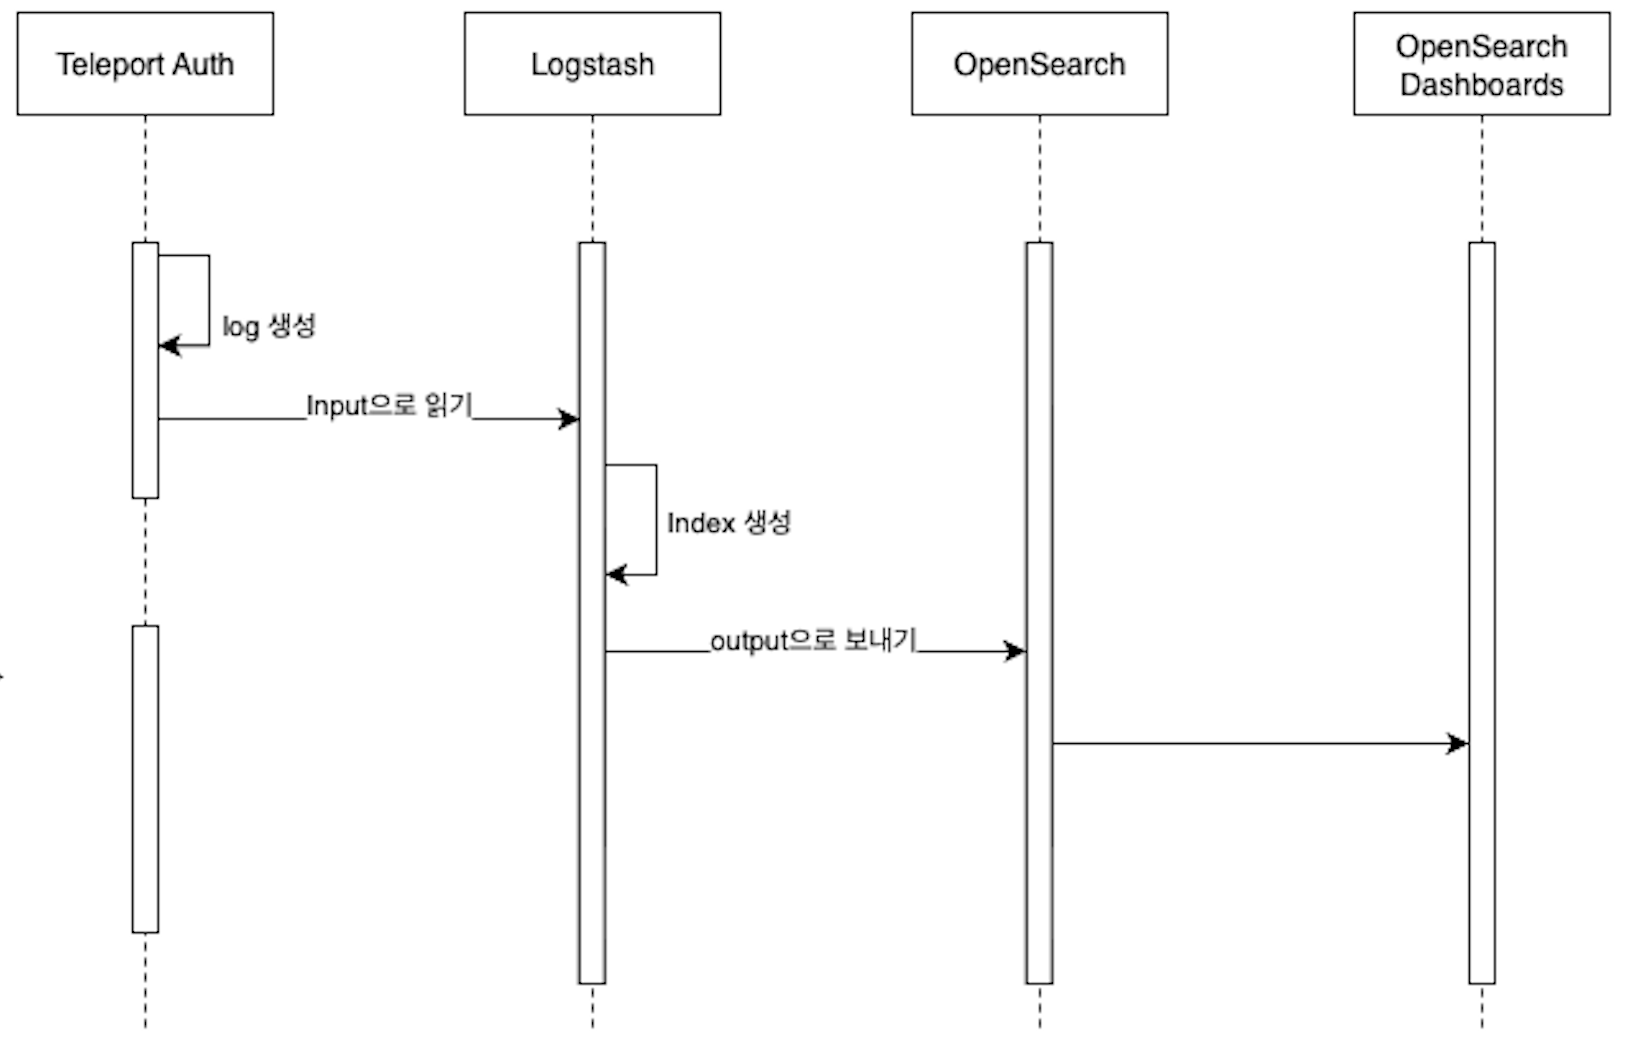 Teleport Auth
Logstash
OpenSearch
OpenSearch
Dashboards
log 생성
Input으로 읽기
Index 생성
output으로 보내기